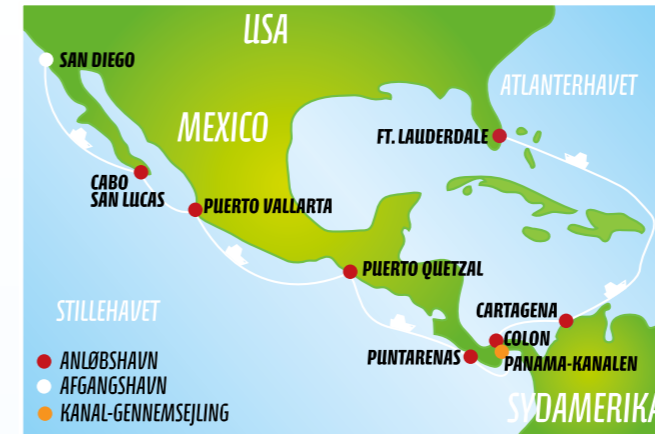 USA
SAN DIEGO
ATLANTERHAVET
MEXICO
FT. LAUDERDALE
CABO
SAN LUCAS
PUERTO VALLARTA
PUERTO QUETZAL
STILLEHAVET
CARTAGENA
COLON
PUNTARENAS
PANAMA-KANALEN
ANLØBSHAVN
AFGANGSHAVN
KANAL-GENNEMSEJLING
SYDAMERIKA